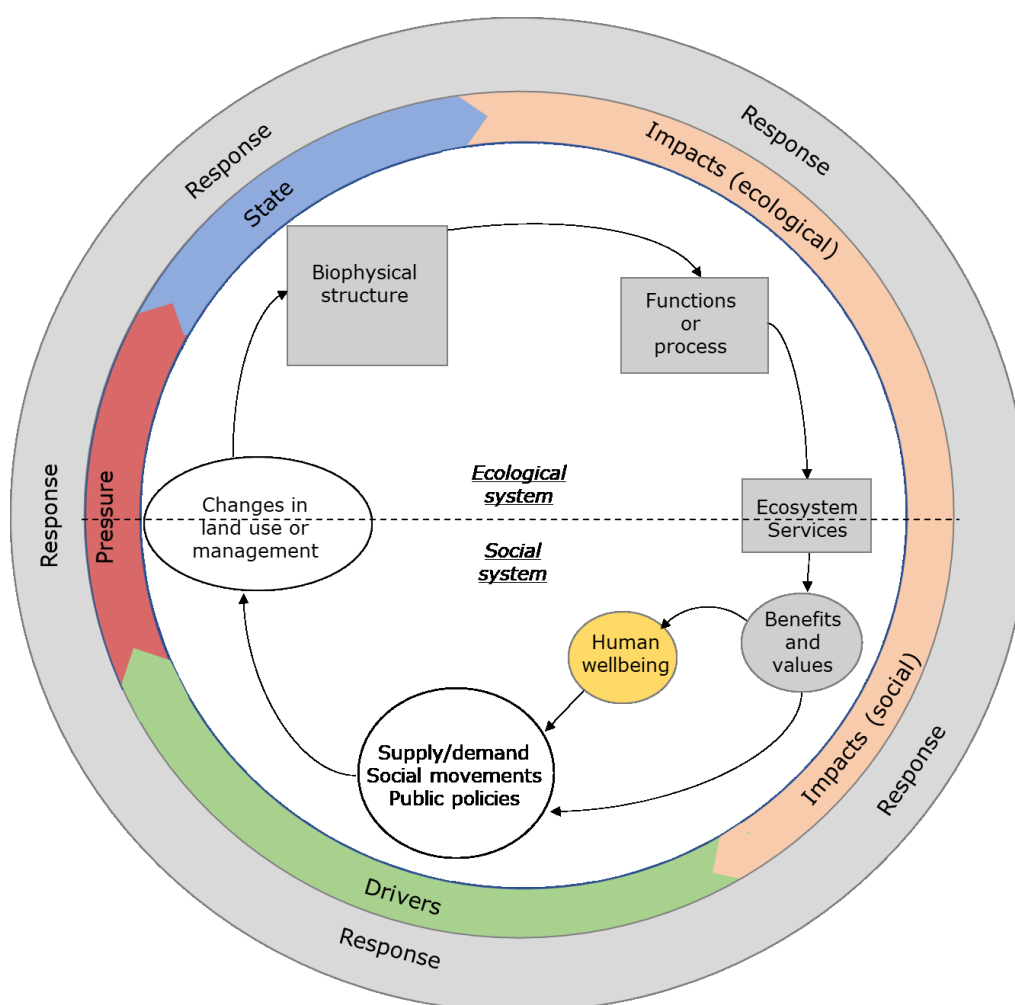 Response
Response
State
Impacts (ecological)
Biophysical
structure
Functions
or
process
Ecological
system
Response
Pressure
Changes in
land use or
management
Ecosystem
Services
Social
system
Human
wellbeing
Benefits
and
values
Impacts (social)
Response
Supply/demand
Social movements
Public policies
Drivers
Response